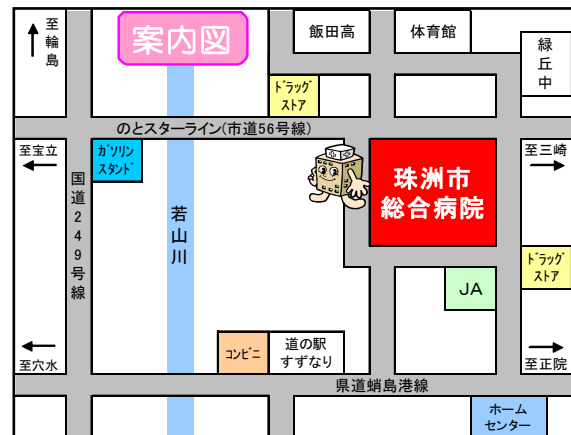 至輪島
案内図
飯田高
体育館
緑丘中
ﾄﾞﾗｯｸﾞ
ｽﾄｱ
のとスターライン(市道56号線)
至宝立
ｶﾞｿﾘﾝ
ｽﾀﾝﾄﾞ
国道249号線
若山川
珠洲市
総合病院
至三崎
ﾄﾞﾗｯｸﾞ
ｽﾄｱ
JA
ｺﾝﾋﾞﾆ
道の駅
すずなり
至穴水
至正院
県道蛸島港線
ホーム
センター